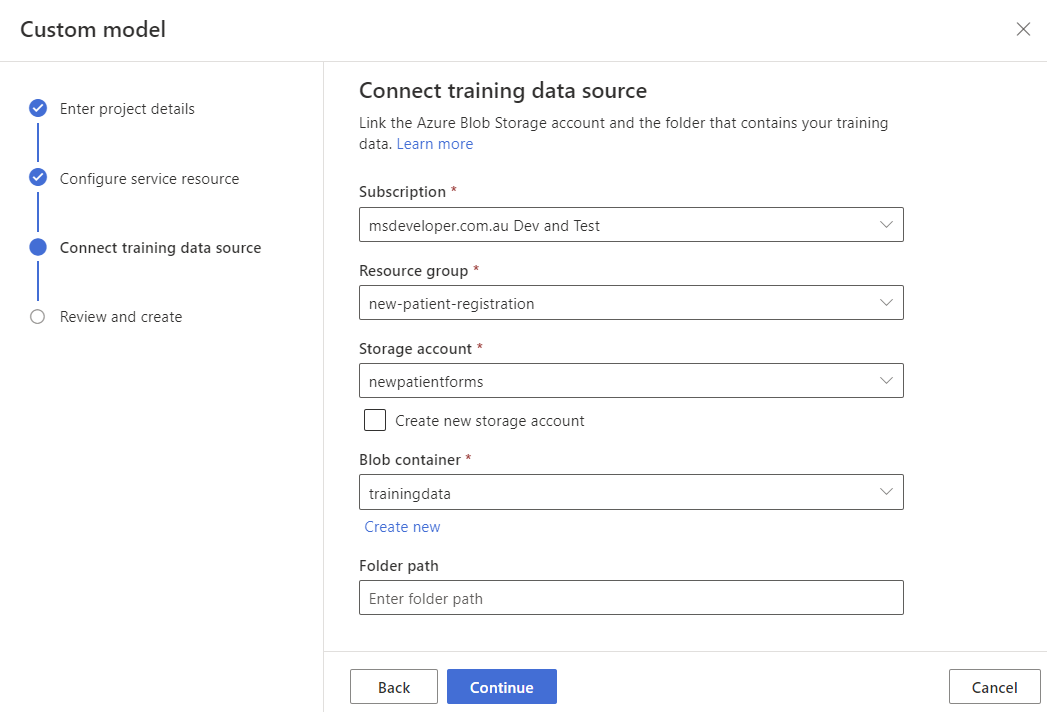 Custom model
Enter project details
Configure service resource
Connect training data source
Review and create
Connect training data source
Link the Azure Blob Storage account and the folder that contains your training
data. Learn more
Subscription *
msdeveloper.com.au Dev and Test
Resource group *
new-patient-registration
Storage account *
newpatientforms
Create new storage account
Blob container *
trainingdata
Create new
Folder path
Enter folder path
Back
Continue
Cancel